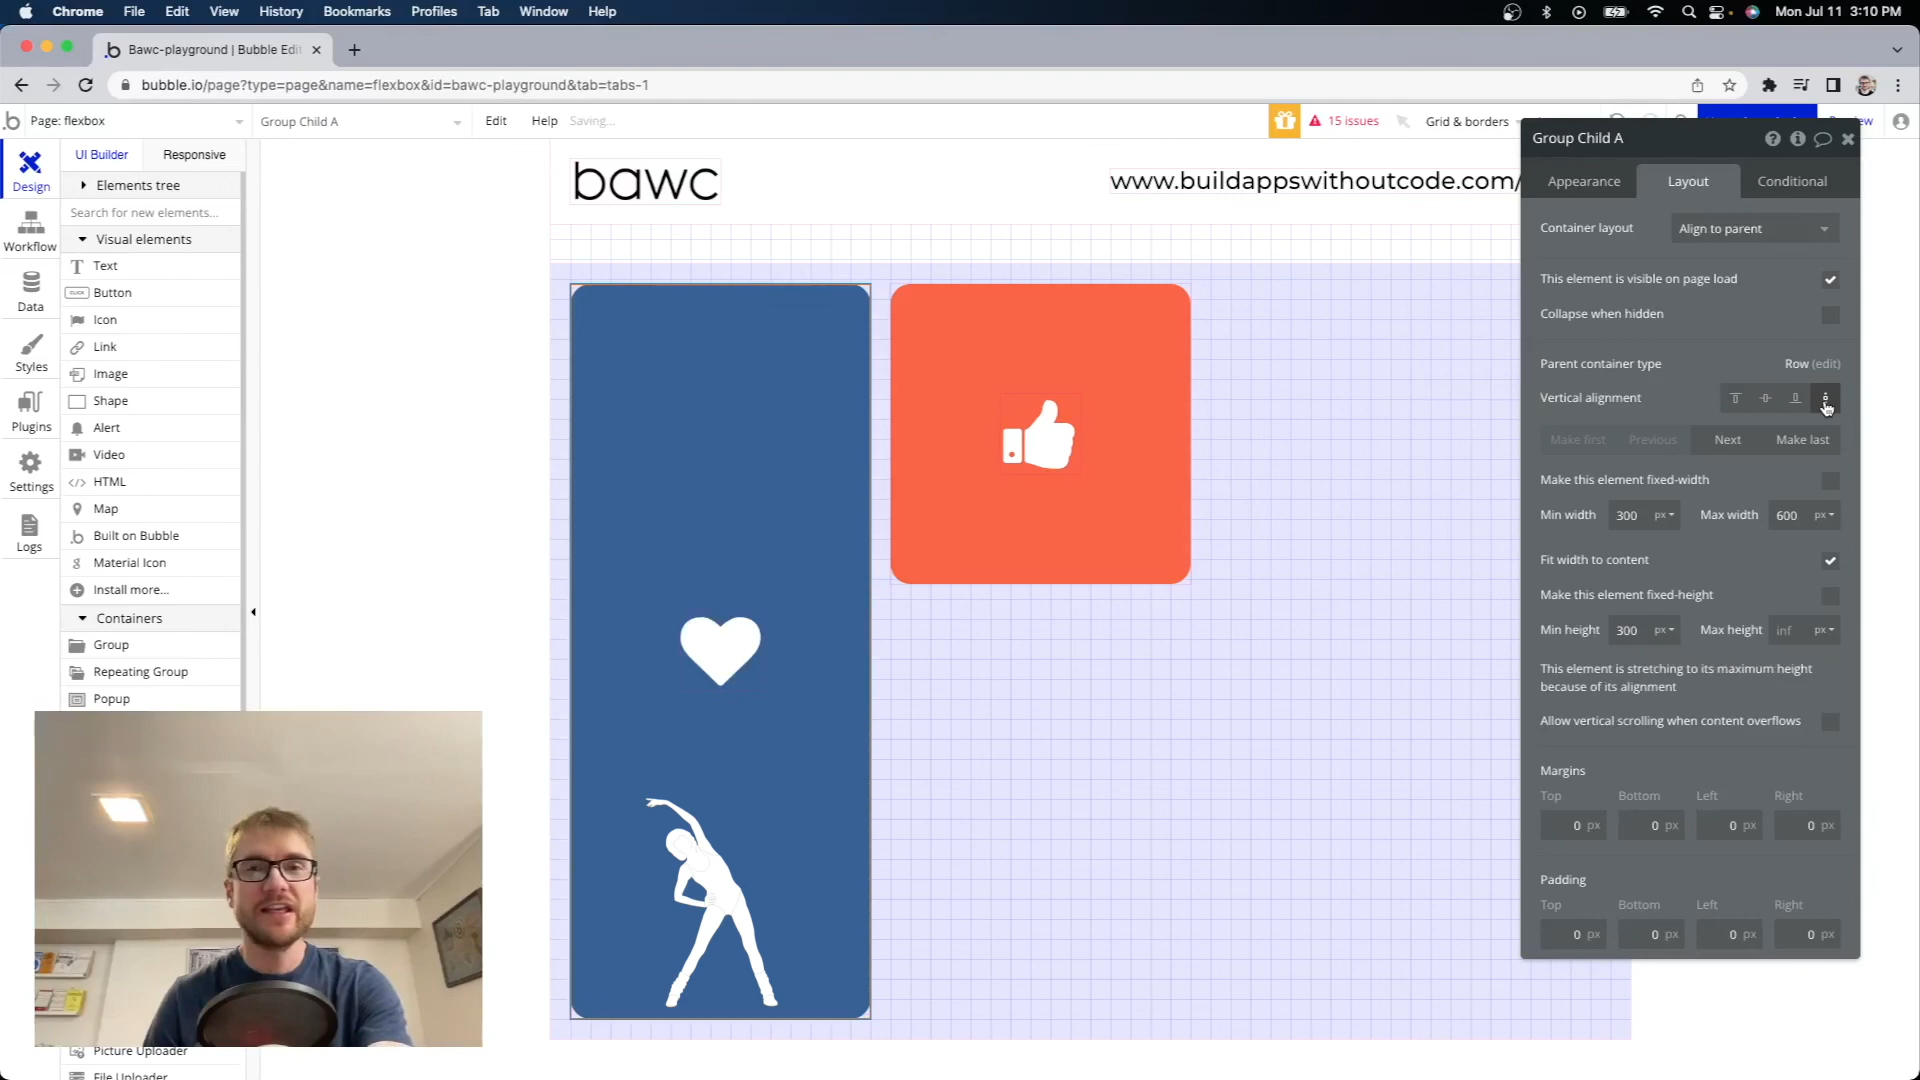 Chrome File Edit View History Bookmarks Profiles Tab Window Help Mon Jul 11 3:10 PM
Bawc-playground | Bubble Edit
bubble.io/page?type=page&name=flexbox&id=bawc-playground&tab=tabs-1
Page: flexbox Group Child A Edit Help Saving... 15 issues Grid & borders
UI Builder Responsive
Design
Workflow
Data
Styles
Plugins
Settings
Logs
Elements tree
Search for new elements...
Visual elements
Text
CLICK Button
Icon
Link
Image
Shape
Alert
Video
</> HTML
Map
Built on Bubble
Material Icon
Install more...
Containers
Group
Repeating Group
Popup
Picture Uploader
File Uploader
bawc
www.buildappswithoutcode.com/
Group Child A
Appearance Layout Conditional
Container layout Align to parent
This element is visible on page load
Collapse when hidden
Parent container type Row (edit)
Vertical alignment
Make first Previous Next Make last
Make this element fixed-width
Min width 300 px Max width 600 px
Fit width to content
Make this element fixed-height
Min height 300 px Max height inf px
This element is stretching to its maximum height
because of its alignment
Allow vertical scrolling when content overflows
Margins
Top Bottom Left Right
0 px 0 px 0 px 0 px
Padding
Top Bottom Left Right
0 px 0 px 0 px 0 px